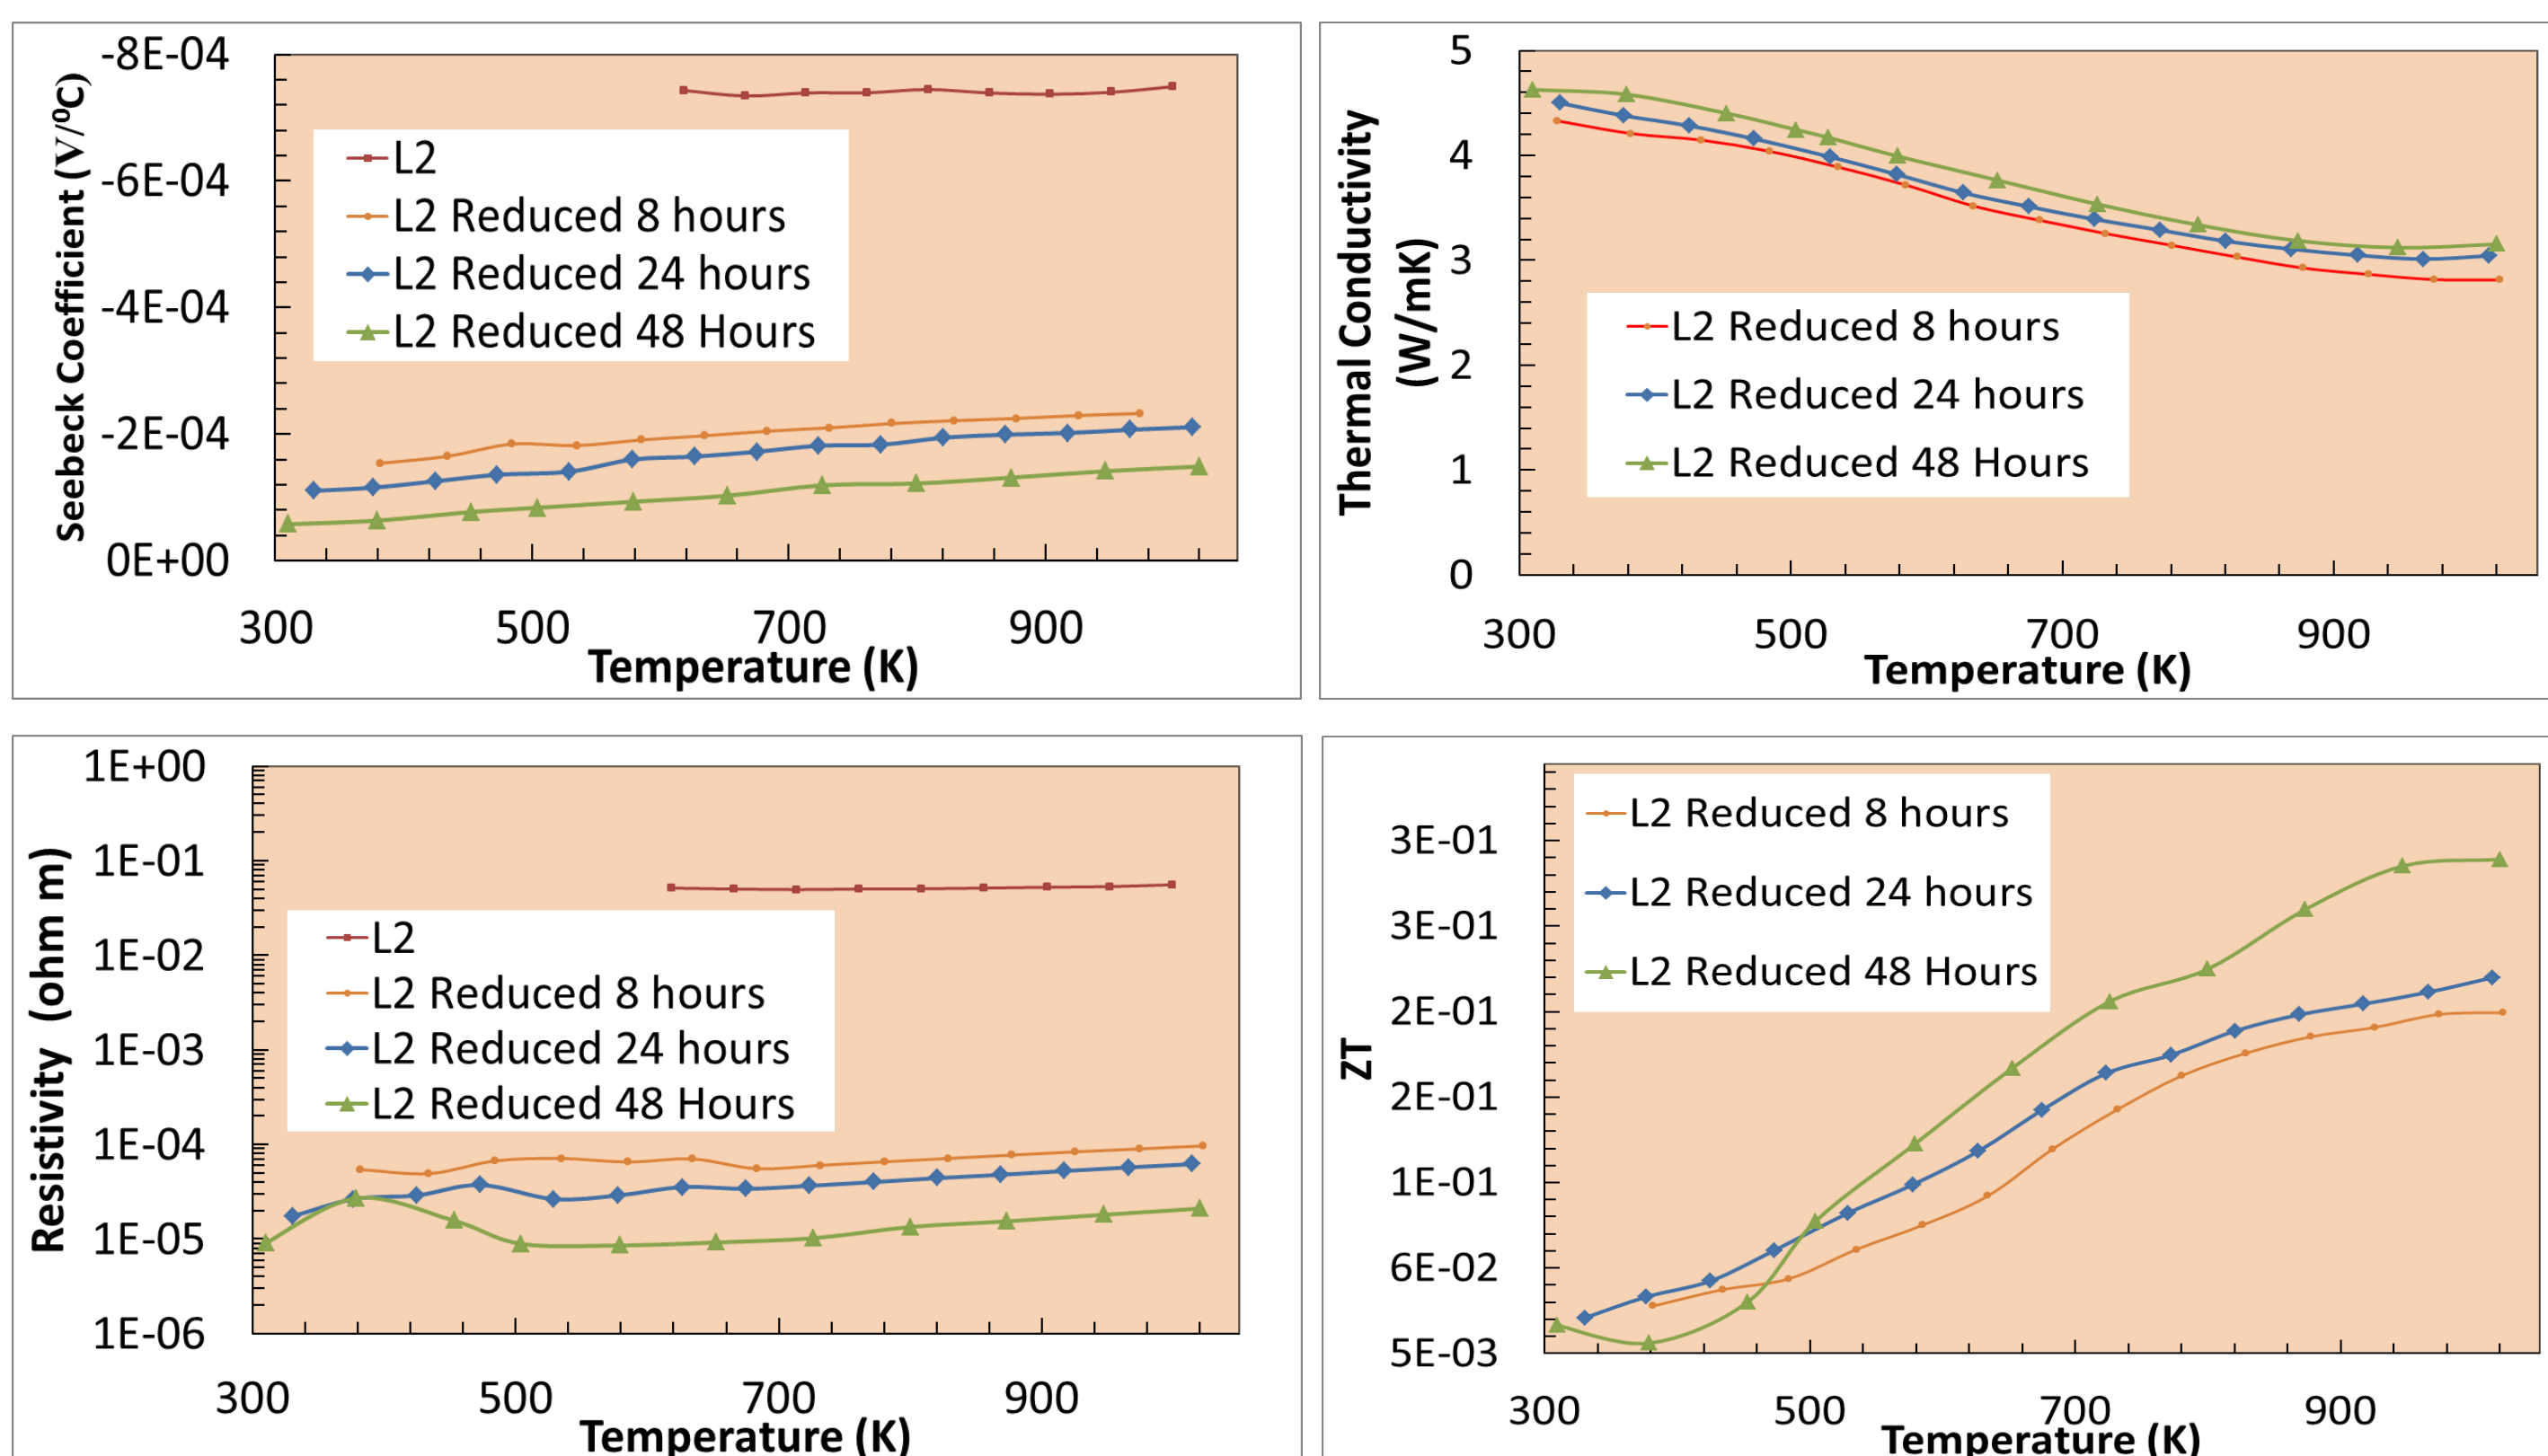 -8E-04
-6E-04
-4E-04
-2E-04
0E+00
Seebeck Coefficient (V/⁰C)
L2
L2 Reduced 8 hours
L2 Reduced 24 hours
L2 Reduced 48 Hours
300 500 700 900
Temperature (K)
5
4
3
2
1
0
Thermal Conductivity
(W/mK)
L2 Reduced 8 hours
L2 Reduced 24 hours
L2 Reduced 48 Hours
300 500 700 900
Temperature (K)
1E+00
1E-01
1E-02
1E-03
1E-04
1E-05
1E-06
Resistivity (ohm m)
L2
L2 Reduced 8 hours
L2 Reduced 24 hours
L2 Reduced 48 Hours
300 500 700 900
Temperature (K)
3E-01
3E-01
2E-01
2E-01
1E-01
6E-02
5E-03
ZT
L2 Reduced 8 hours
L2 Reduced 24 hours
L2 Reduced 48 Hours
300 500 700 900
Temperature (K)